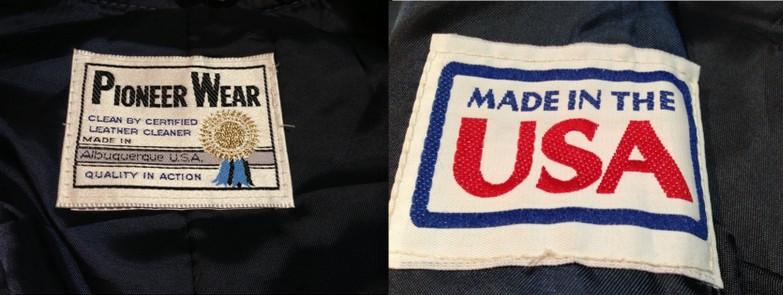 PIONEER WEAR
CLEAN BY CERTIFIED
LEATHER CLEANER
MADE IN
Albuquerque U.S.A.
QUALITY IN ACTION
MADE IN THE
USA